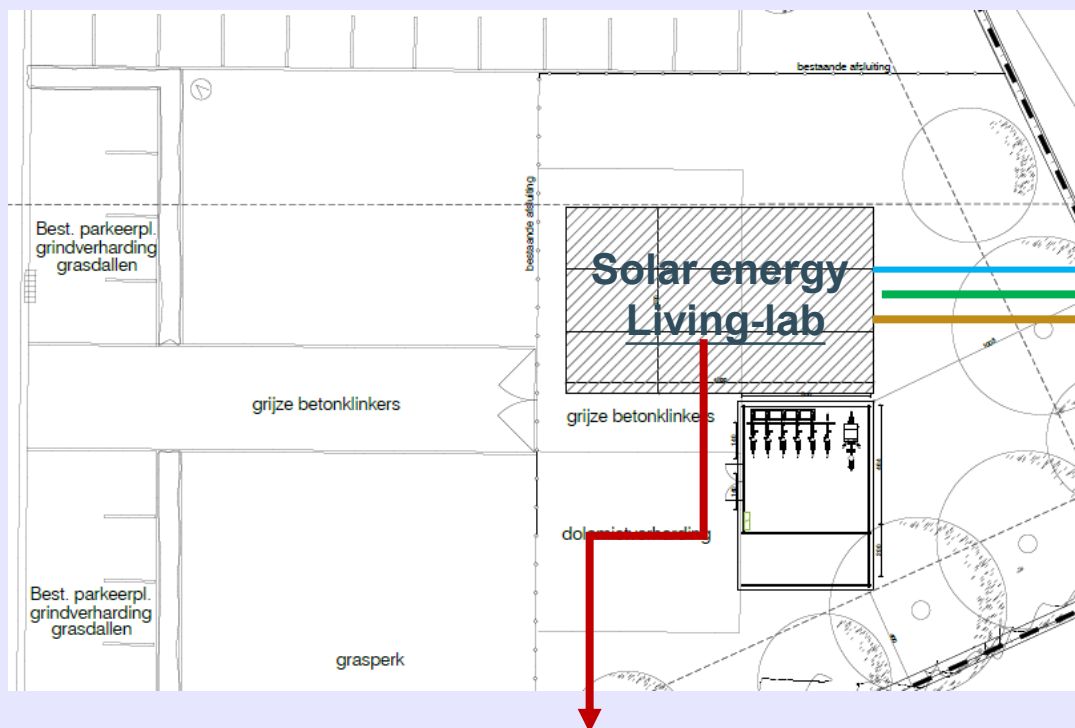 bestaande afsluiting
bestaande afsluiting
Best. parkeerpl.
grindverharding
grasdallen
Solar energy
Living-lab
grijze betonklinkers
grijze betonklinkers
dolomietverharding
Best. parkeerpl.
grindverharding
grasdallen
grasperk